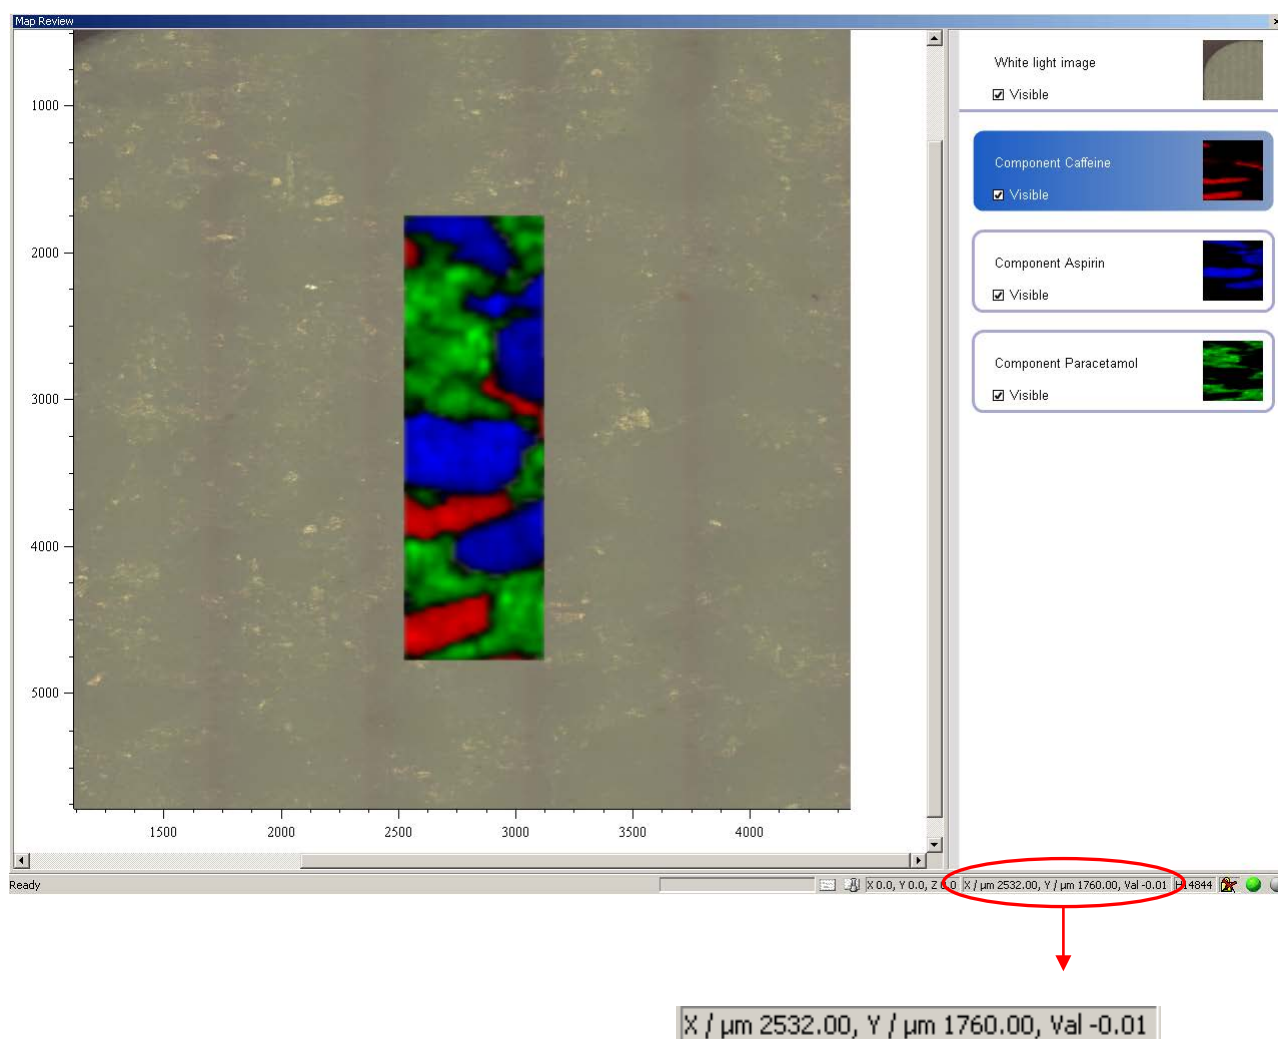 Map Review
White light image
Visible
Component Caffeine
Visible
Component Aspirin
Visible
Component Paracetamol
Visible
1000
2000
3000
4000
5000
1500 2000 2500 3000 3500 4000
Ready X 0.0, Y 0.0, Z 0.0 X / µm 2532.00, Y / µm 1760.00, Val -0.01 H14844
X / µm 2532.00, Y / µm 1760.00, Val -0.01